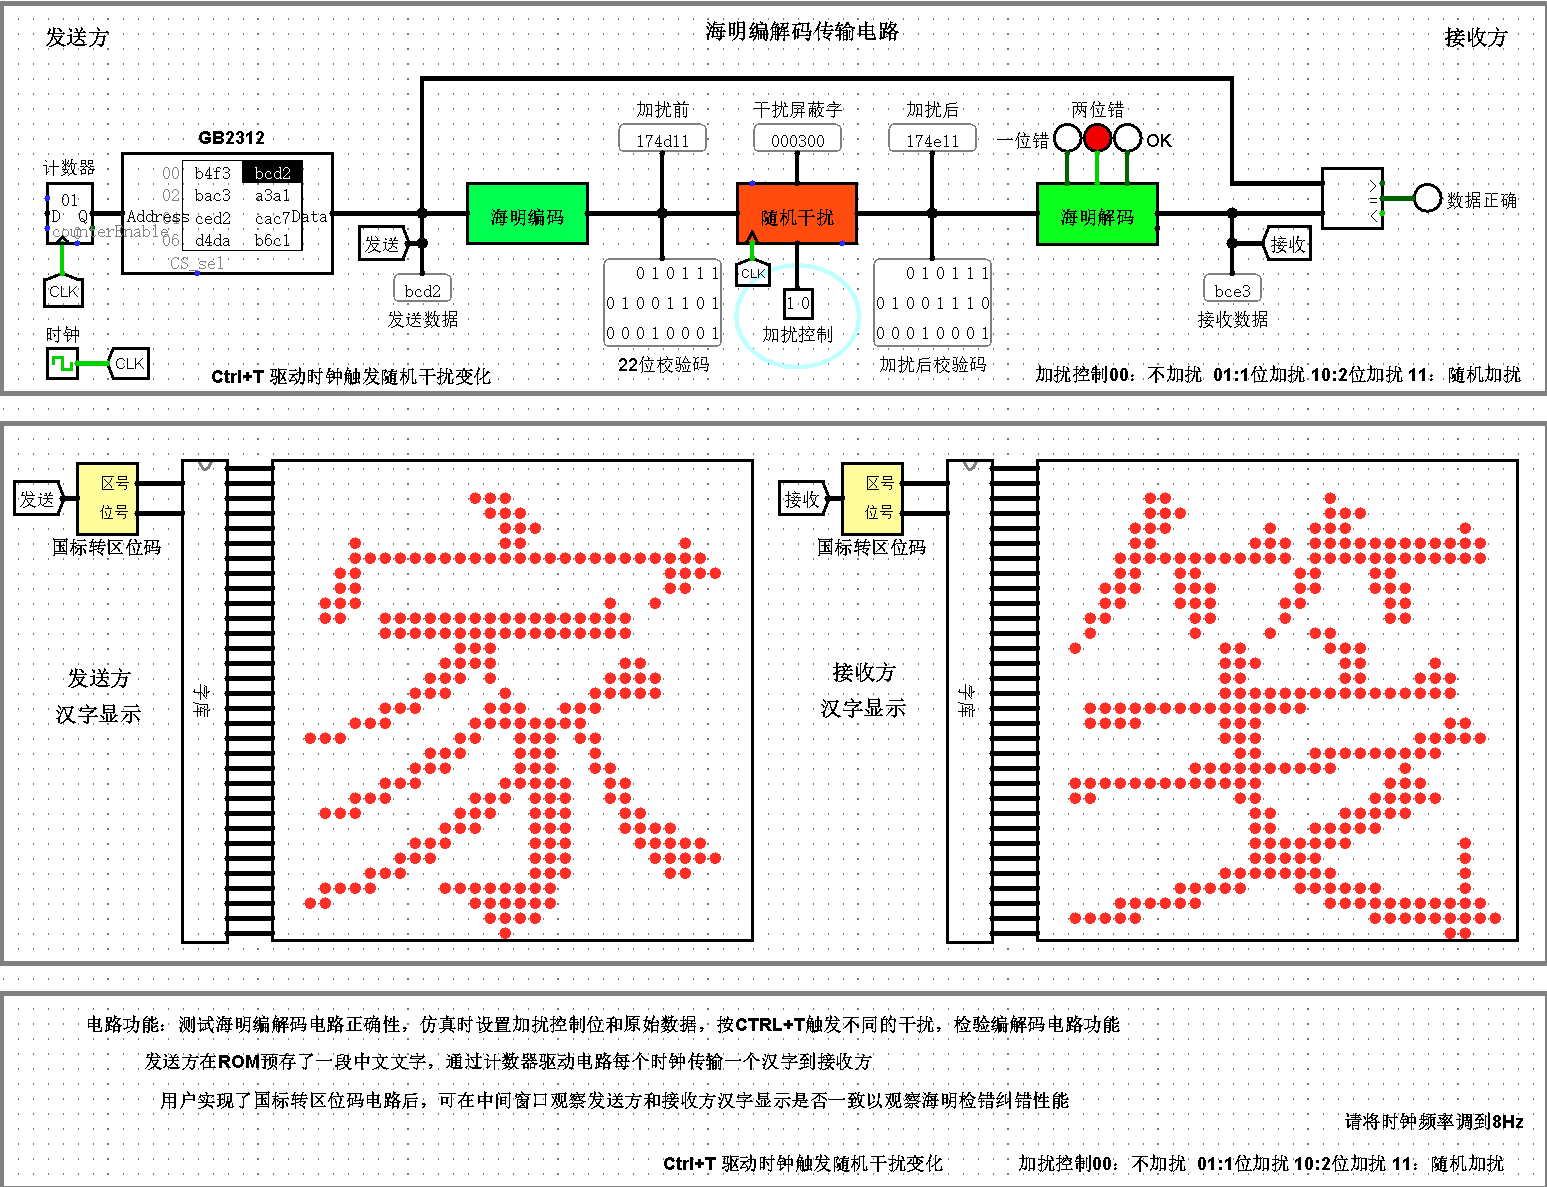 发送方
海明编解码传输电路
接收方
加扰前
干扰屏蔽字
加扰后
两位错
174d11
000300
174e11
一位错
OK
GB2312
计数器
01
D Q
counterEnable
00 b4f3 bcd2
02 bac3 a3a1
ced2 cac7
06 d4da b6c1
Address
Data
CS_sel
海明编码
随机干扰
海明解码
>
=
<
数据正确
发送
接收
CLK
CLK
bcd2
发送数据
0 1 0 1 1 1
0 1 0 0 1 1 0 1
0 0 0 1 0 0 0 1
22位校验码
1 0
加扰控制
0 1 0 1 1 1
0 1 0 0 1 1 1 0
0 0 0 1 0 0 0 1
加扰后校验码
bce3
接收数据
时钟
CLK
Ctrl+T 驱动时钟触发随机干扰变化
加扰控制00：不加扰 01:1位加扰 10:2位加扰 11：随机加扰
发送
区号
位号
国标转区位码
字库
发送方
汉字显示
家
接收
区号
位号
国标转区位码
字库
接收方
汉字显示
电路功能：测试海明编解码电路正确性，仿真时设置加扰控制位和原始数据，按CTRL+T触发不同的干扰，检验编解码电路功能
发送方在ROM预存了一段中文文字，通过计数器驱动电路每个时钟传输一个汉字到接收方
用户实现了国标转区位码电路后，可在中间窗口观察发送方和接收方汉字显示是否一致以观察海明检错纠错性能
请将时钟频率调到8Hz
Ctrl+T 驱动时钟触发随机干扰变化
加扰控制00：不加扰 01:1位加扰 10:2位加扰 11：随机加扰